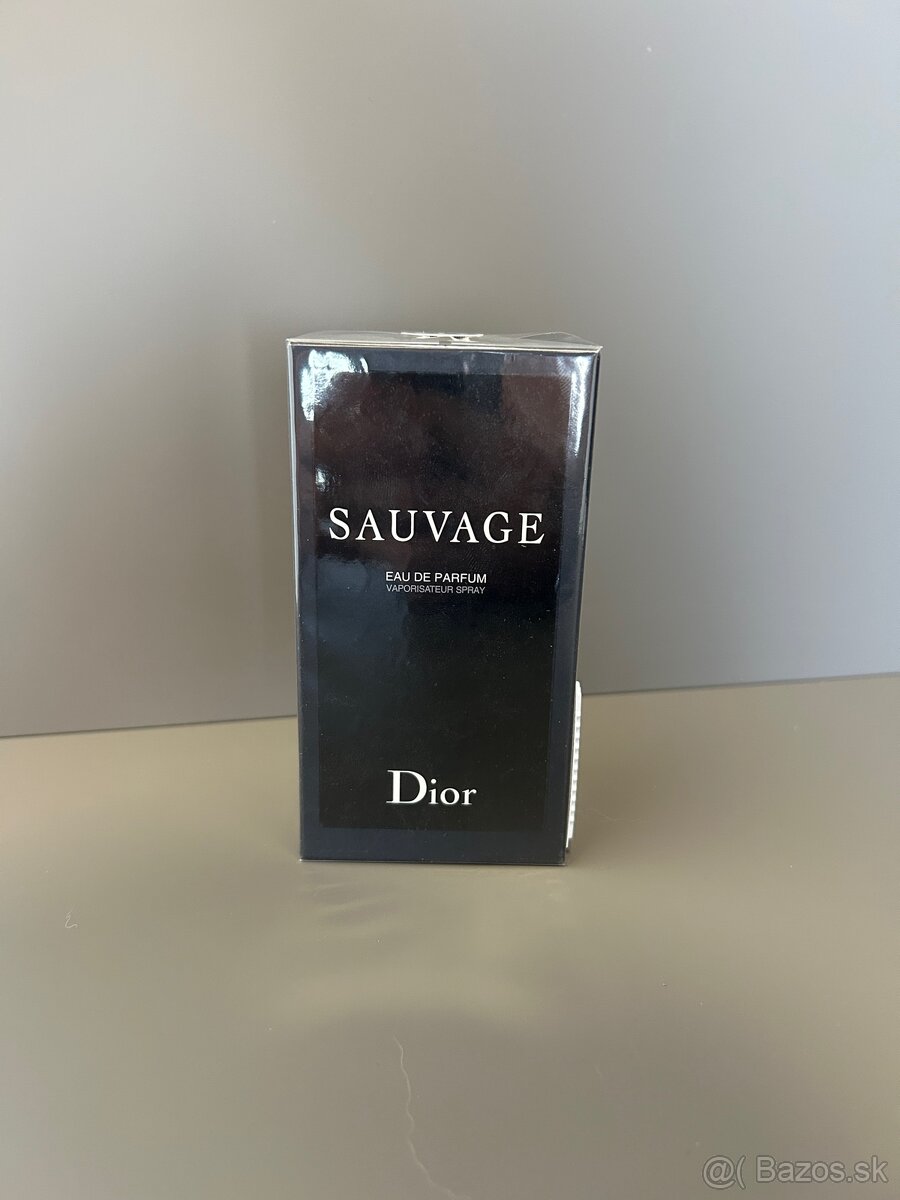 SAUVAGE
EAU DE PARFUM
VAPORISATEUR SPRAY
Dior
@( Bazos.sk